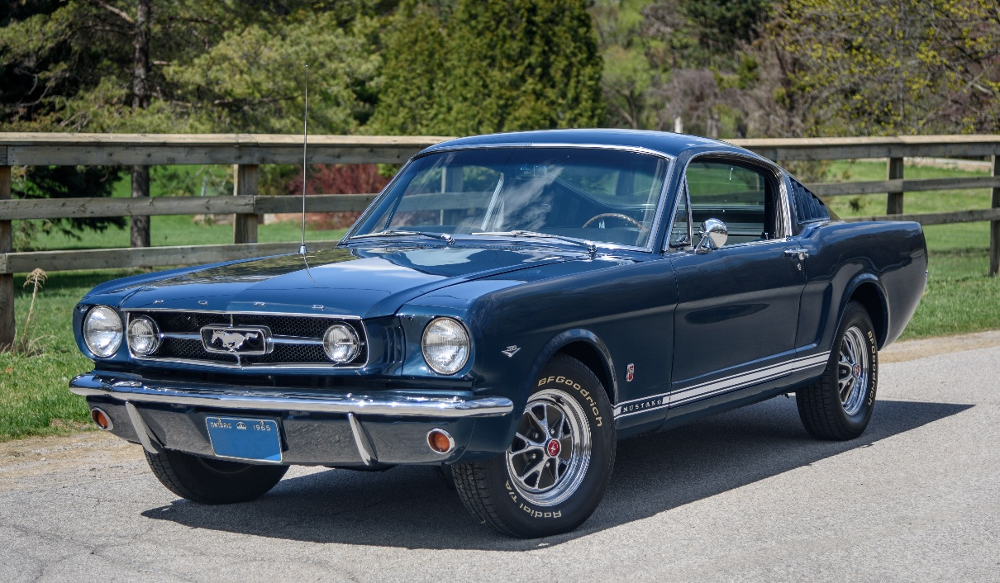 FORD
ONTARIO 1965
MUSTANG
BFGoodrich
Radial T/A
BFGoodrich